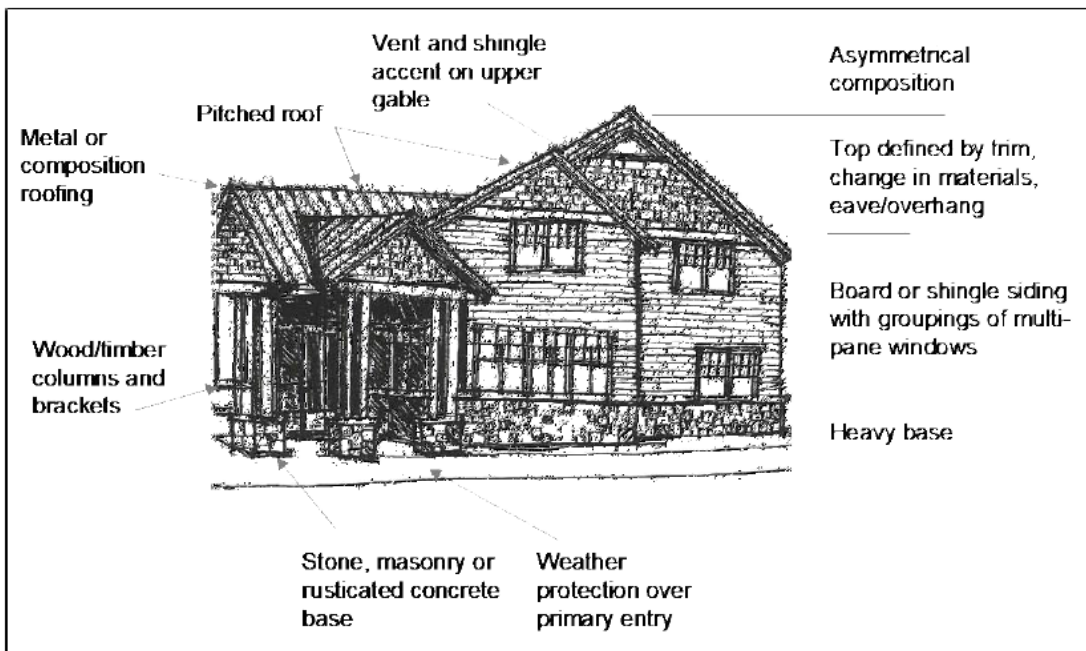 Vent and shingle
accent on upper
gable
Asymmetrical
composition
Pitched roof
Metal or
composition
roofing
Top defined by trim,
change in materials,
eave/overhang
Board or shingle siding
with groupings of multi-
pane windows
Wood/timber
columns and
brackets
Heavy base
Stone, masonry or
rusticated concrete
base
Weather
protection over
primary entry